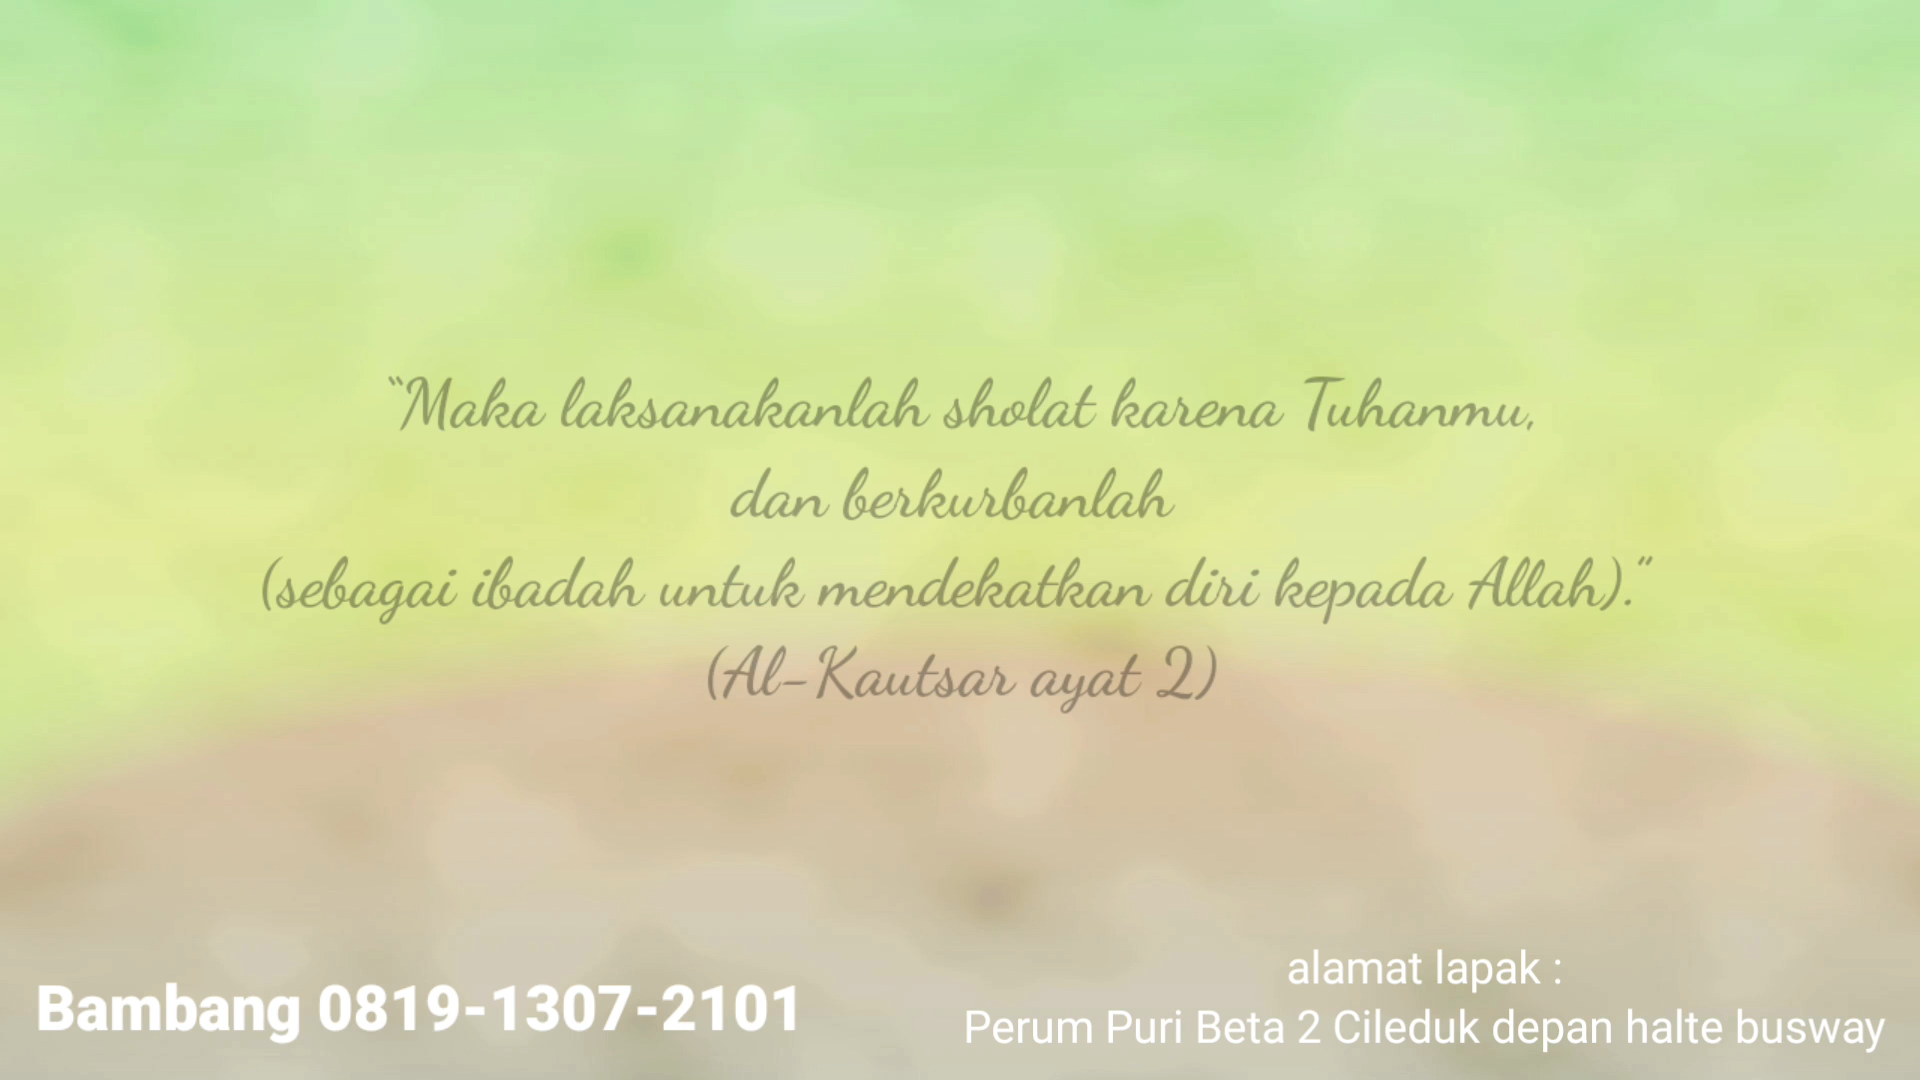 “Maka laksanakanlah sholat karena Tuhanmu,
dan berkurbanlah
(sebagai ibadah untuk mendekatkan diri kepada Allah).”
(Al-Kautsar ayat 2)
Bambang 0819-1307-2101
alamat lapak :
Perum Puri Beta 2 Cileduk depan halte busway